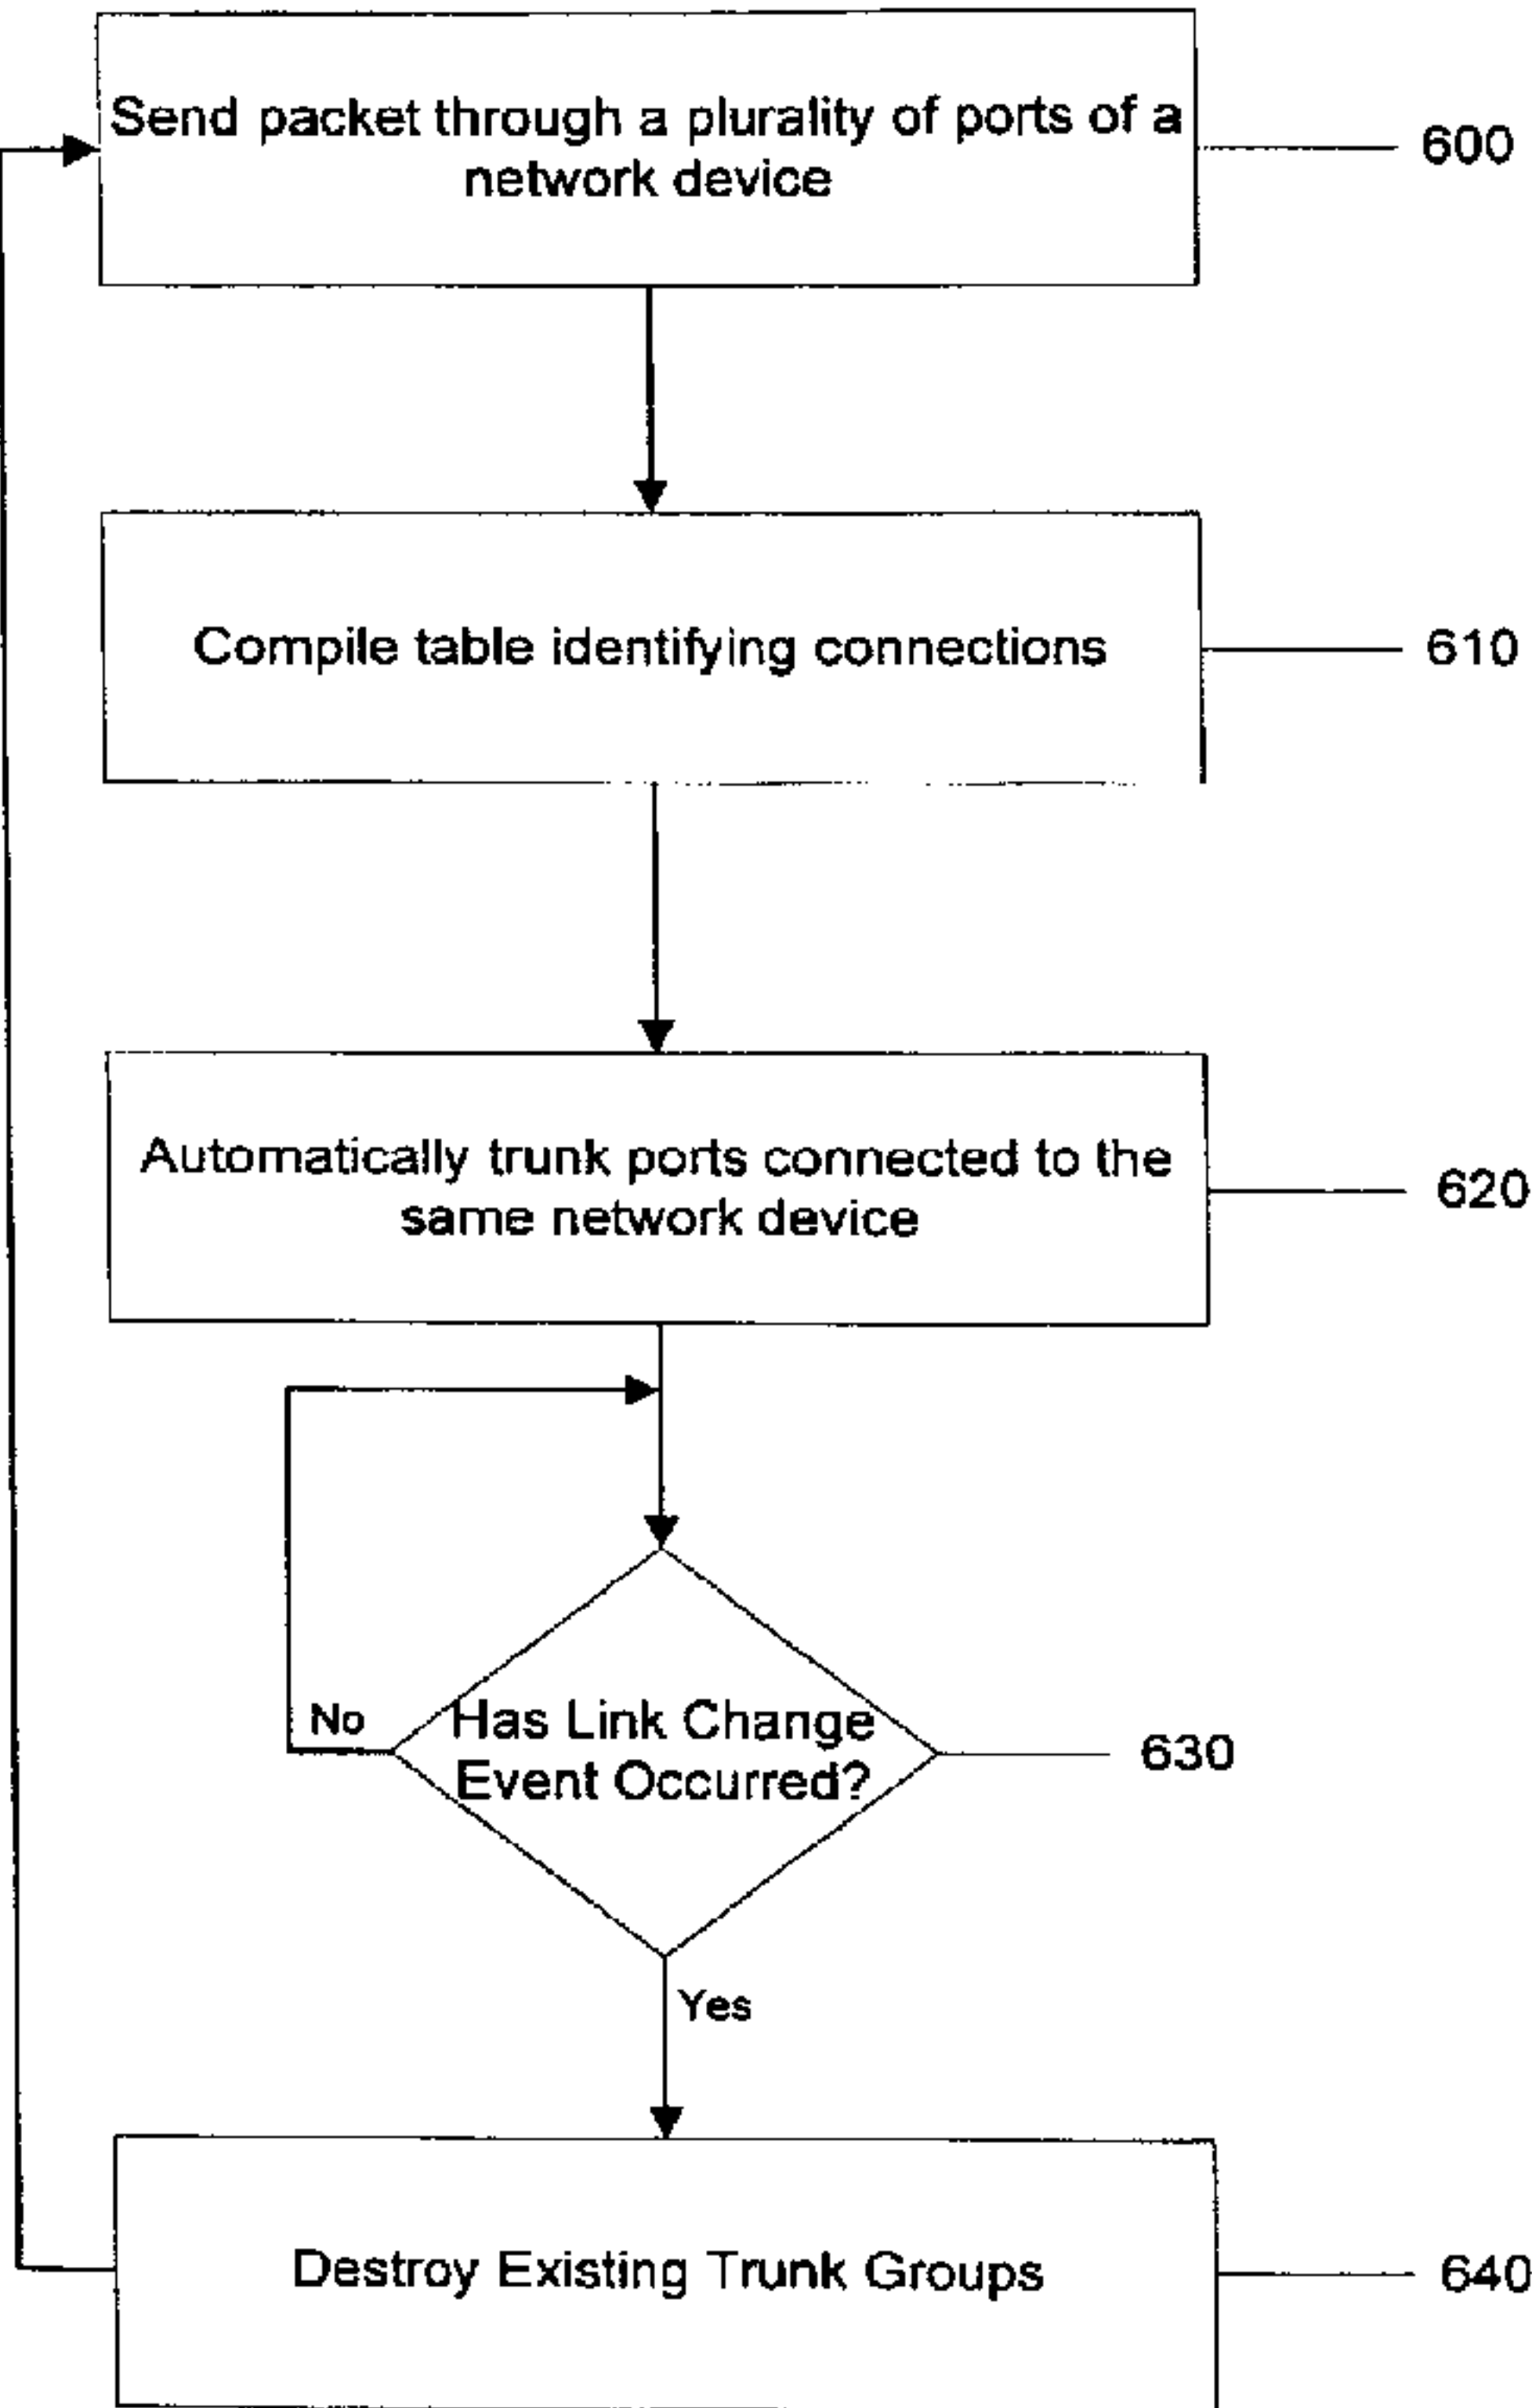 Send packet through a plurality of ports of a
network device
600
Compile table identifying connections
610
Automatically trunk ports connected to the
same network device
620
No
Has Link Change
Event Occurred?
630
Yes
Destroy Existing Trunk Groups
640